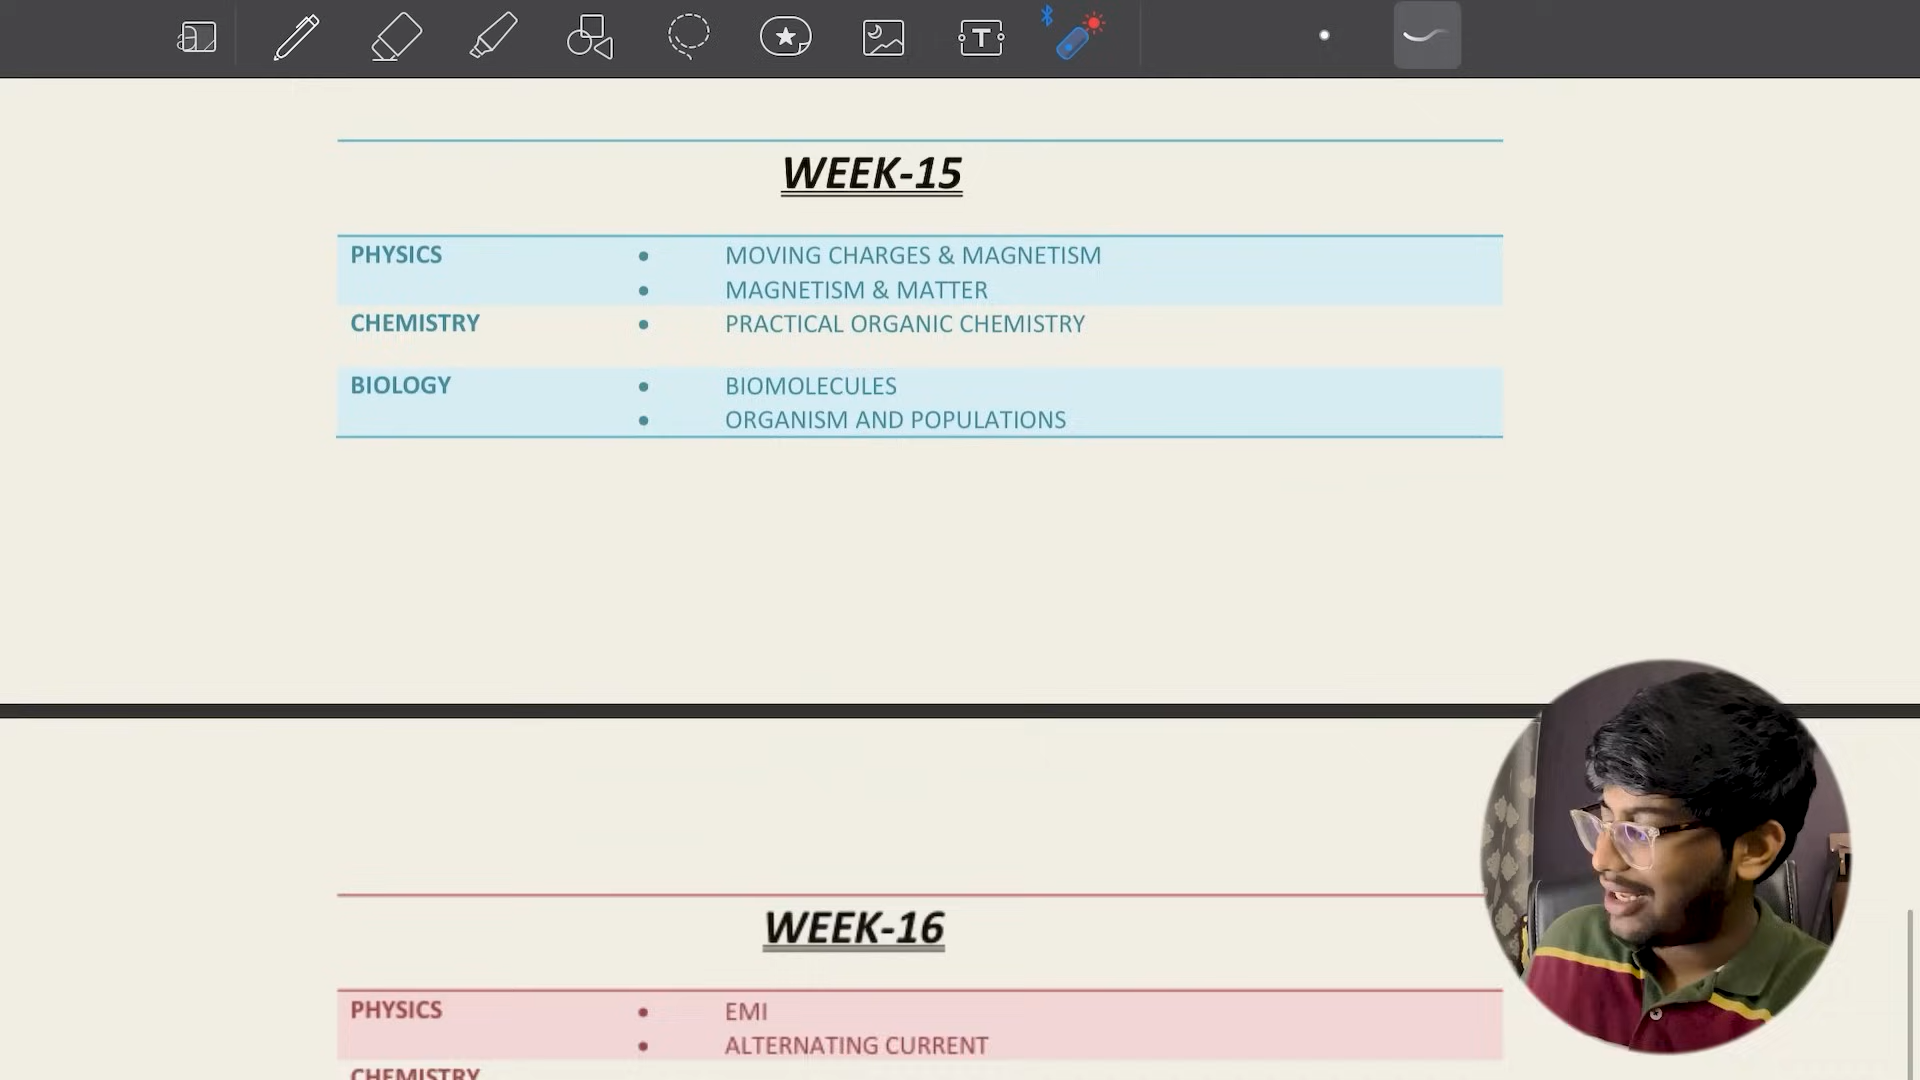 WEEK-15
PHYSICS • MOVING CHARGES & MAGNETISM
• MAGNETISM & MATTER
CHEMISTRY • PRACTICAL ORGANIC CHEMISTRY
BIOLOGY • BIOMOLECULES
• ORGANISM AND POPULATIONS
WEEK-16
PHYSICS • EMI
• ALTERNATING CURRENT
CHEMISTRY